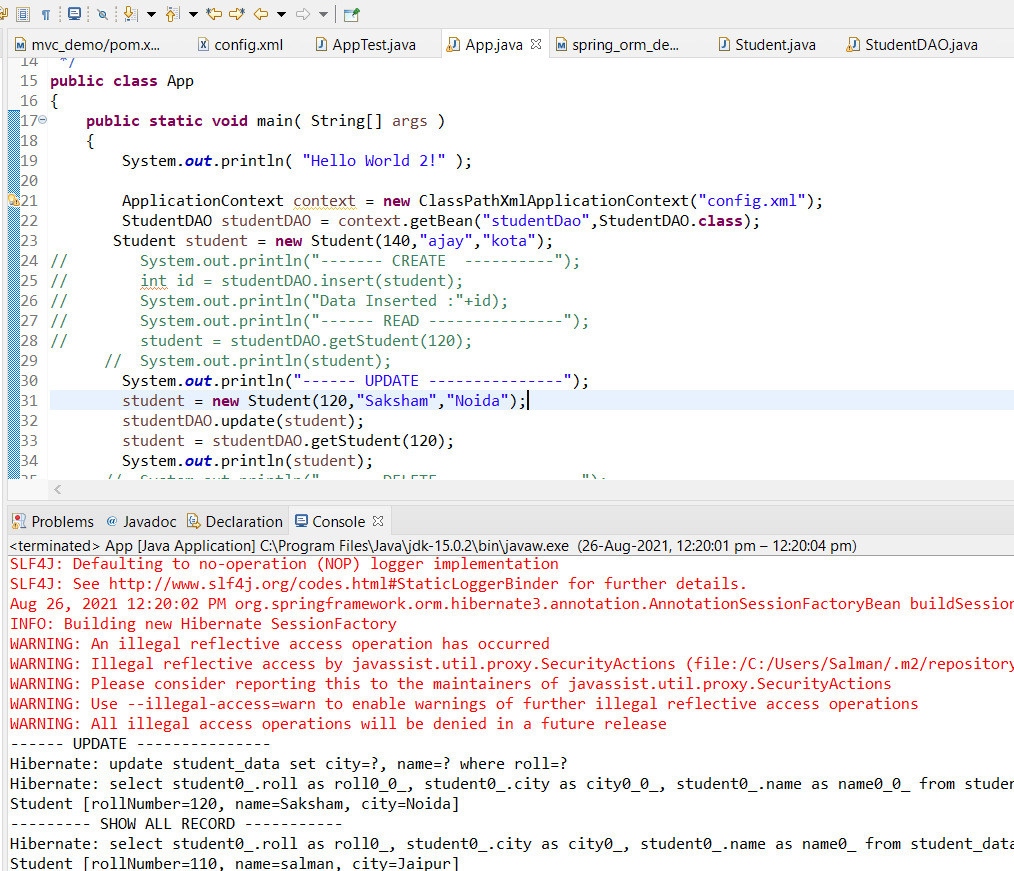 mvc_demo/pom.x... config.xml AppTest.java App.java spring_orm_de... Student.java StudentDAO.java
14 */
15 public class App
16 {
17 public static void main( String[] args )
18 {
19 System.out.println( "Hello World 2!" );
20
21 ApplicationContext context = new ClassPathXmlApplicationContext("config.xml");
22 StudentDAO studentDAO = context.getBean("studentDao",StudentDAO.class);
23 Student student = new Student(140,"ajay","kota");
24 // System.out.println("------- CREATE ----------");
25 // int id = studentDAO.insert(student);
26 // System.out.println("Data Inserted :"+id);
27 // System.out.println("------ READ ---------------");
28 // student = studentDAO.getStudent(120);
29 // System.out.println(student);
30 System.out.println("------ UPDATE ---------------");
31 student = new Student(120,"Saksham","Noida");
32 studentDAO.update(student);
33 student = studentDAO.getStudent(120);
34 System.out.println(student);
Problems @ Javadoc Declaration Console
<terminated> App [Java Application] C:\Program Files\Java\jdk-15.0.2\bin\javaw.exe (26-Aug-2021, 12:20:01 pm – 12:20:04 pm)
SLF4J: Defaulting to no-operation (NOP) logger implementation
SLF4J: See http://www.slf4j.org/codes.html#StaticLoggerBinder for further details.
Aug 26, 2021 12:20:02 PM org.springframework.orm.hibernate3.annotation.AnnotationSessionFactoryBean buildSession
INFO: Building new Hibernate SessionFactory
WARNING: An illegal reflective access operation has occurred
WARNING: Illegal reflective access by javassist.util.proxy.SecurityActions (file:/C:/Users/Salman/.m2/repository
WARNING: Please consider reporting this to the maintainers of javassist.util.proxy.SecurityActions
WARNING: Use --illegal-access=warn to enable warnings of further illegal reflective access operations
WARNING: All illegal access operations will be denied in a future release
------ UPDATE ---------------
Hibernate: update student_data set city=?, name=? where roll=?
Hibernate: select student0_.roll as roll0_0_, student0_.city as city0_0_, student0_.name as name0_0_ from studen
Student [rollNumber=120, name=Saksham, city=Noida]
--------- SHOW ALL RECORD -----------
Hibernate: select student0_.roll as roll0_, student0_.city as city0_, student0_.name as name0_ from student_data
Student [rollNumber=110, name=salman, city=Jaipur]